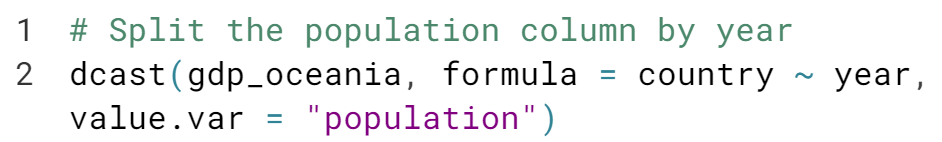 1 # Split the population column by year
2 dcast(gdp_oceania, formula = country ~ year,
value.var = "population")